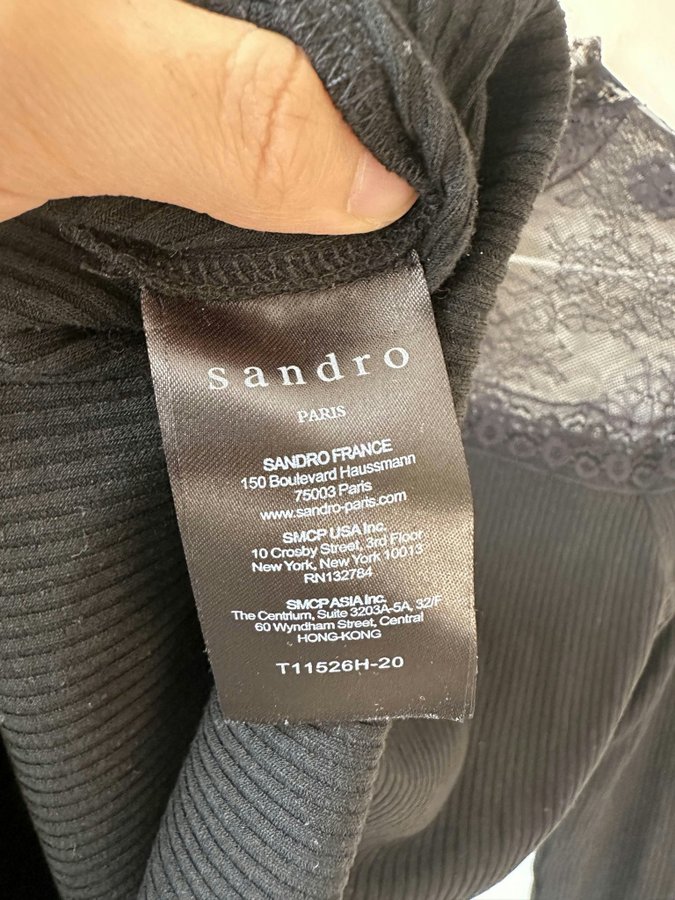 sandro
PARIS
SANDRO FRANCE
150 Boulevard Haussmann
75003 Paris
www.sandro-paris.com
SMCP USA Inc.
10 Crosby Street, 3rd Floor
New York, New York 10013
RN132784
SMCP ASIA Inc.
The Centrium, Suite 3203A-5A, 32/F
60 Wyndham Street, Central
HONG-KONG
T11526H-20